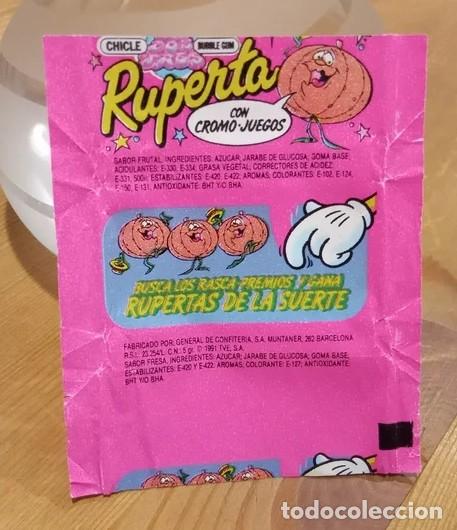 CHICLE BUBBLE GUM
Ruperta
CON
CROMO-JUEGOS
SABOR FRUTAL, INGREDIENTES: AZUCAR, JARABE DE GLUCOSA, GOMA BASE,
ACIDULANTES: E-330, E-334; GRASA VEGETAL, CORRECTORES DE ACIDEZ:
E-331, 500ii; ESTABILIZANTES: E-420, E-422; AROMAS; COLORANTES: E-102, E-124,
E-131, ANTIOXIDANTE: BHT Y/O BHA.
BUSCA LOS RASCA-PREMIOS Y GANA
RUPERTAS DE LA SUERTE
FABRICADO POR: GENERAL DE CONFITERIA, S.A. MUNTANER, 262 BARCELONA
R.S.I.: 23.254/L. C.N.: 5 gr. © 1991 TVE, S.A.
SABOR FRESA, INGREDIENTES: AZUCAR; JARABE DE GLUCOSA; GOMA BASE,
ESTABILIZANTES: E-420 Y E-422; AROMAS; COLORANTE: E-127; ANTIOXIDANTE:
BHT Y/O BHA.
todocoleccion